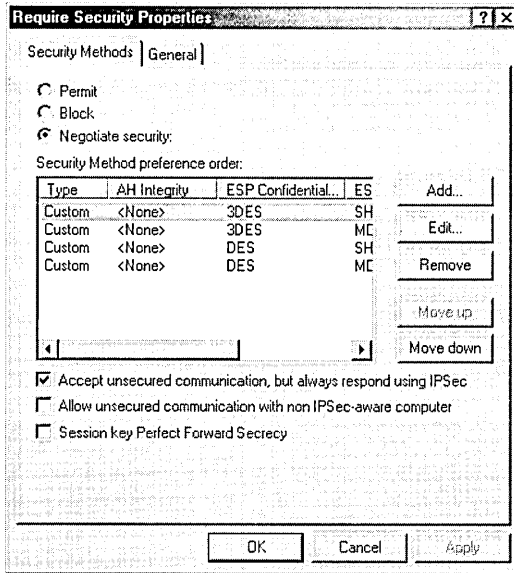 Require Security Properties ? ×
Security Methods General
Permit
Block
Negotiate security:
Security Method preference order:
Type AH Integrity ESP Confidential... ES
Custom <None> 3DES SH
Custom <None> 3DES MD
Custom <None> DES SH
Custom <None> DES MD
Add...
Edit...
Remove
Move up
Move down
Accept unsecured communication, but always respond using IPSec
Allow unsecured communication with non IPSec-aware computer
Session key Perfect Forward Secrecy
OK Cancel Apply